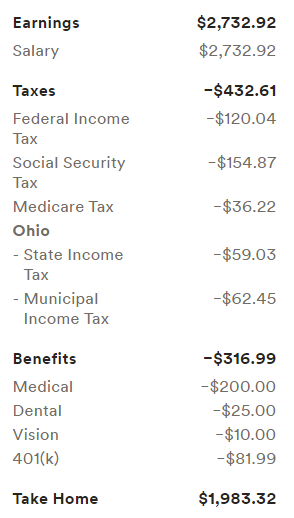 Earnings $2,732.92
Salary $2,732.92
Taxes −$432.61
Federal Income −$120.04
Tax
Social Security −$154.87
Tax
Medicare Tax −$36.22
Ohio
- State Income −$59.03
Tax
- Municipal −$62.45
Income Tax
Benefits −$316.99
Medical −$200.00
Dental −$25.00
Vision −$10.00
401(k) −$81.99
Take Home $1,983.32